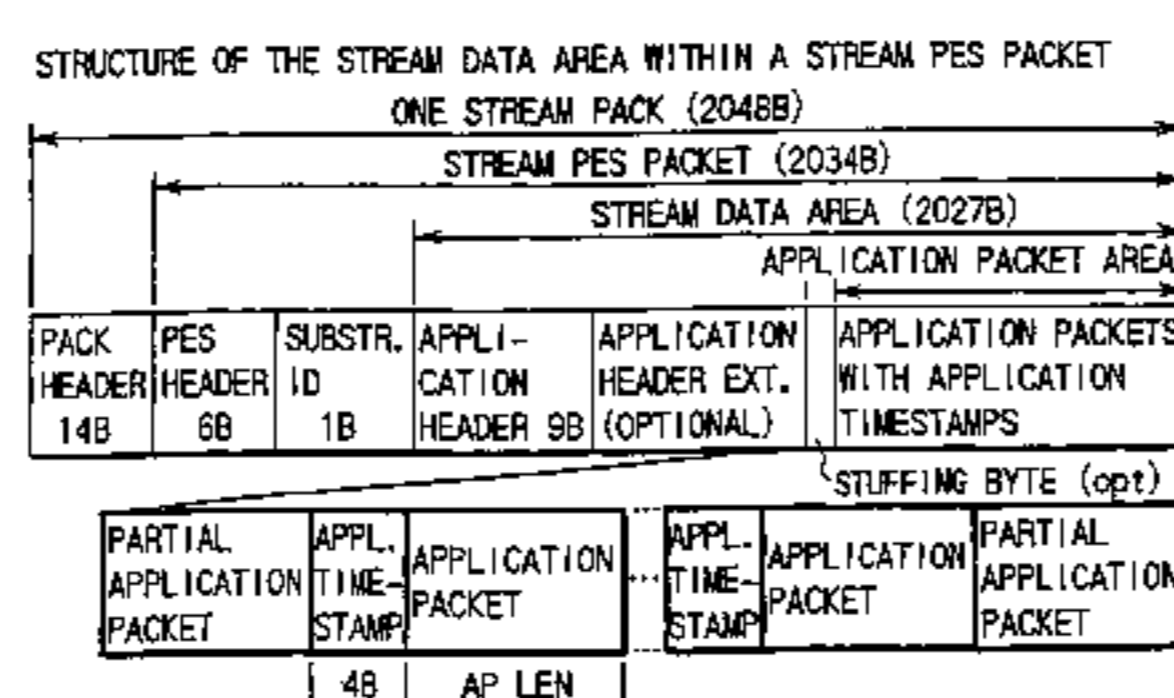 STRUCTURE OF THE STREAM DATA AREA WITHIN A STREAM PES PACKET
ONE STREAM PACK (2048B)
STREAM PES PACKET (2034B)
STREAM DATA AREA (2027B)
APPLICATION PACKET AREA
PACK
HEADER
14B
PES
HEADER
6B
SUBSTR.
ID
1B
APPLI-
CATION
HEADER 9B
APPLICATION
HEADER EXT.
(OPTIONAL)
APPLICATION PACKETS
WITH APPLICATION
TIMESTAMPS
STUFFING BYTE (opt)
PARTIAL
APPLICATION
PACKET
APPL.
TIME-
STAMP
APPLICATION
PACKET
APPL.
TIME-
STAMP
APPLICATION
PACKET
PARTIAL
APPLICATION
PACKET
4B
AP LEN